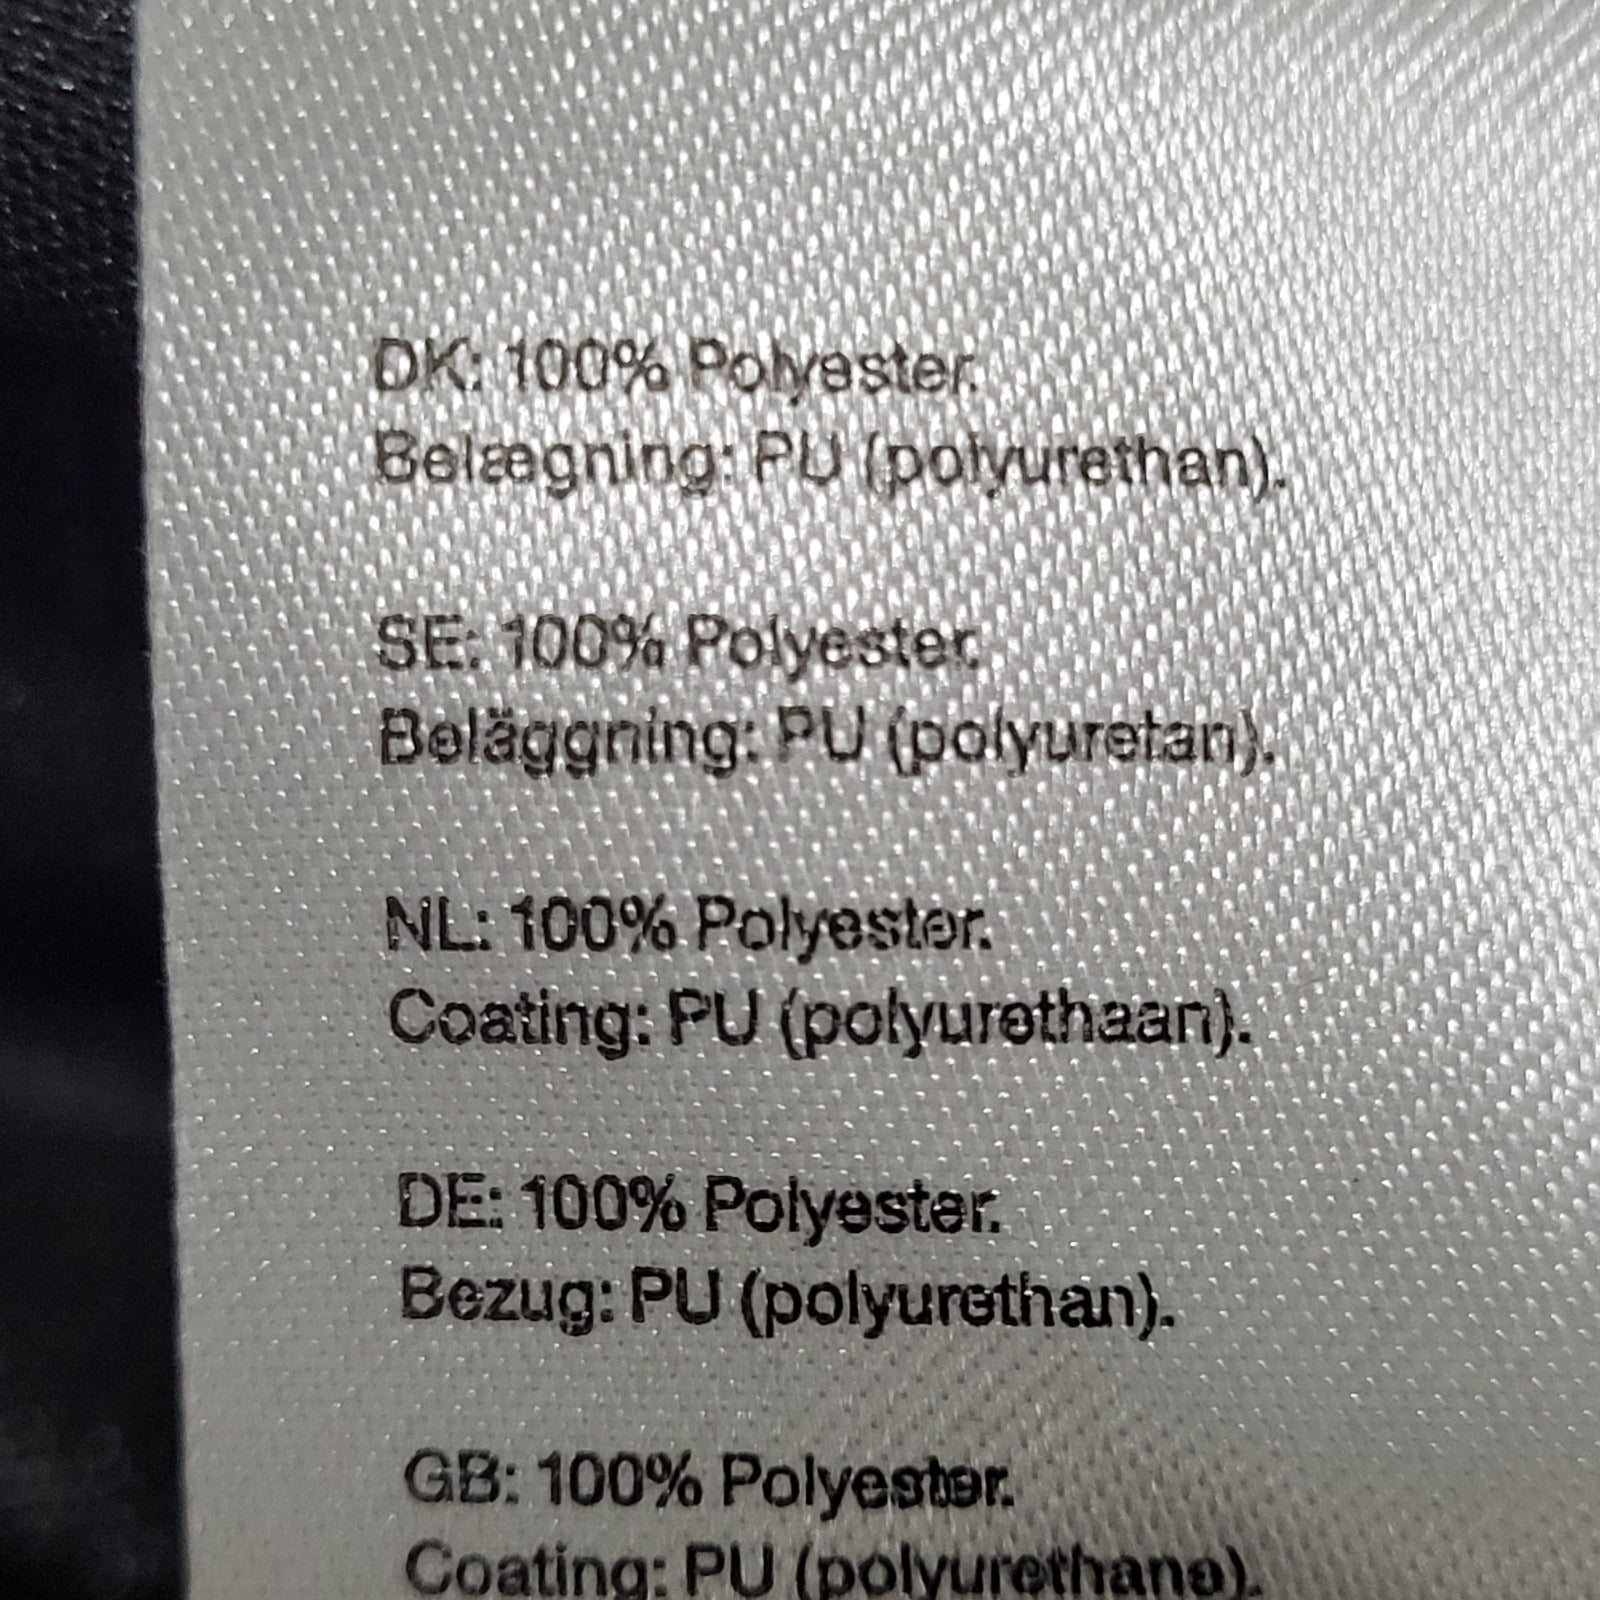 DK: 100% Polyester.
Belægning: PU (polyurethan).
SE: 100% Polyester.
Beläggning: PU (polyuretan).
NL: 100% Polyester.
Coating: PU (polyurethaan).
DE: 100% Polyester.
Bezug: PU (polyurethan).
GB: 100% Polyester.
Coating: PU (polyurethane).